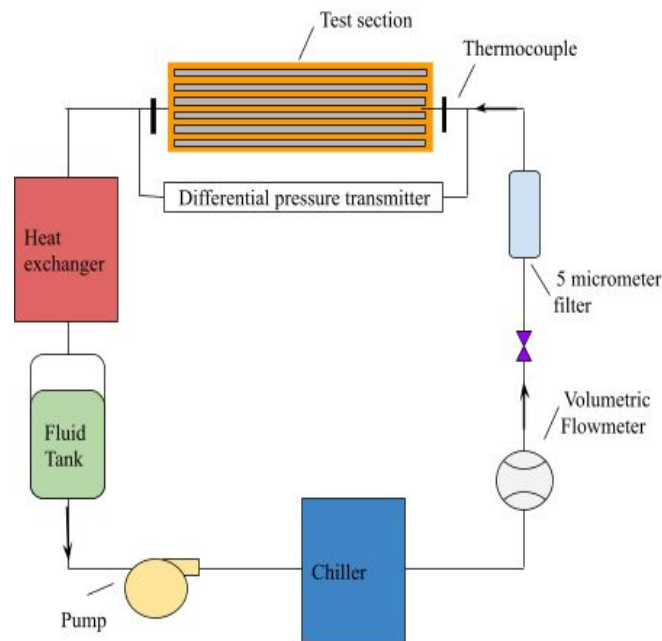 Test section
Thermocouple
Differential pressure transmitter
Heat
exchanger
5 micrometer
filter
Volumetric
Flowmeter
Fluid
Tank
Chiller
Pump